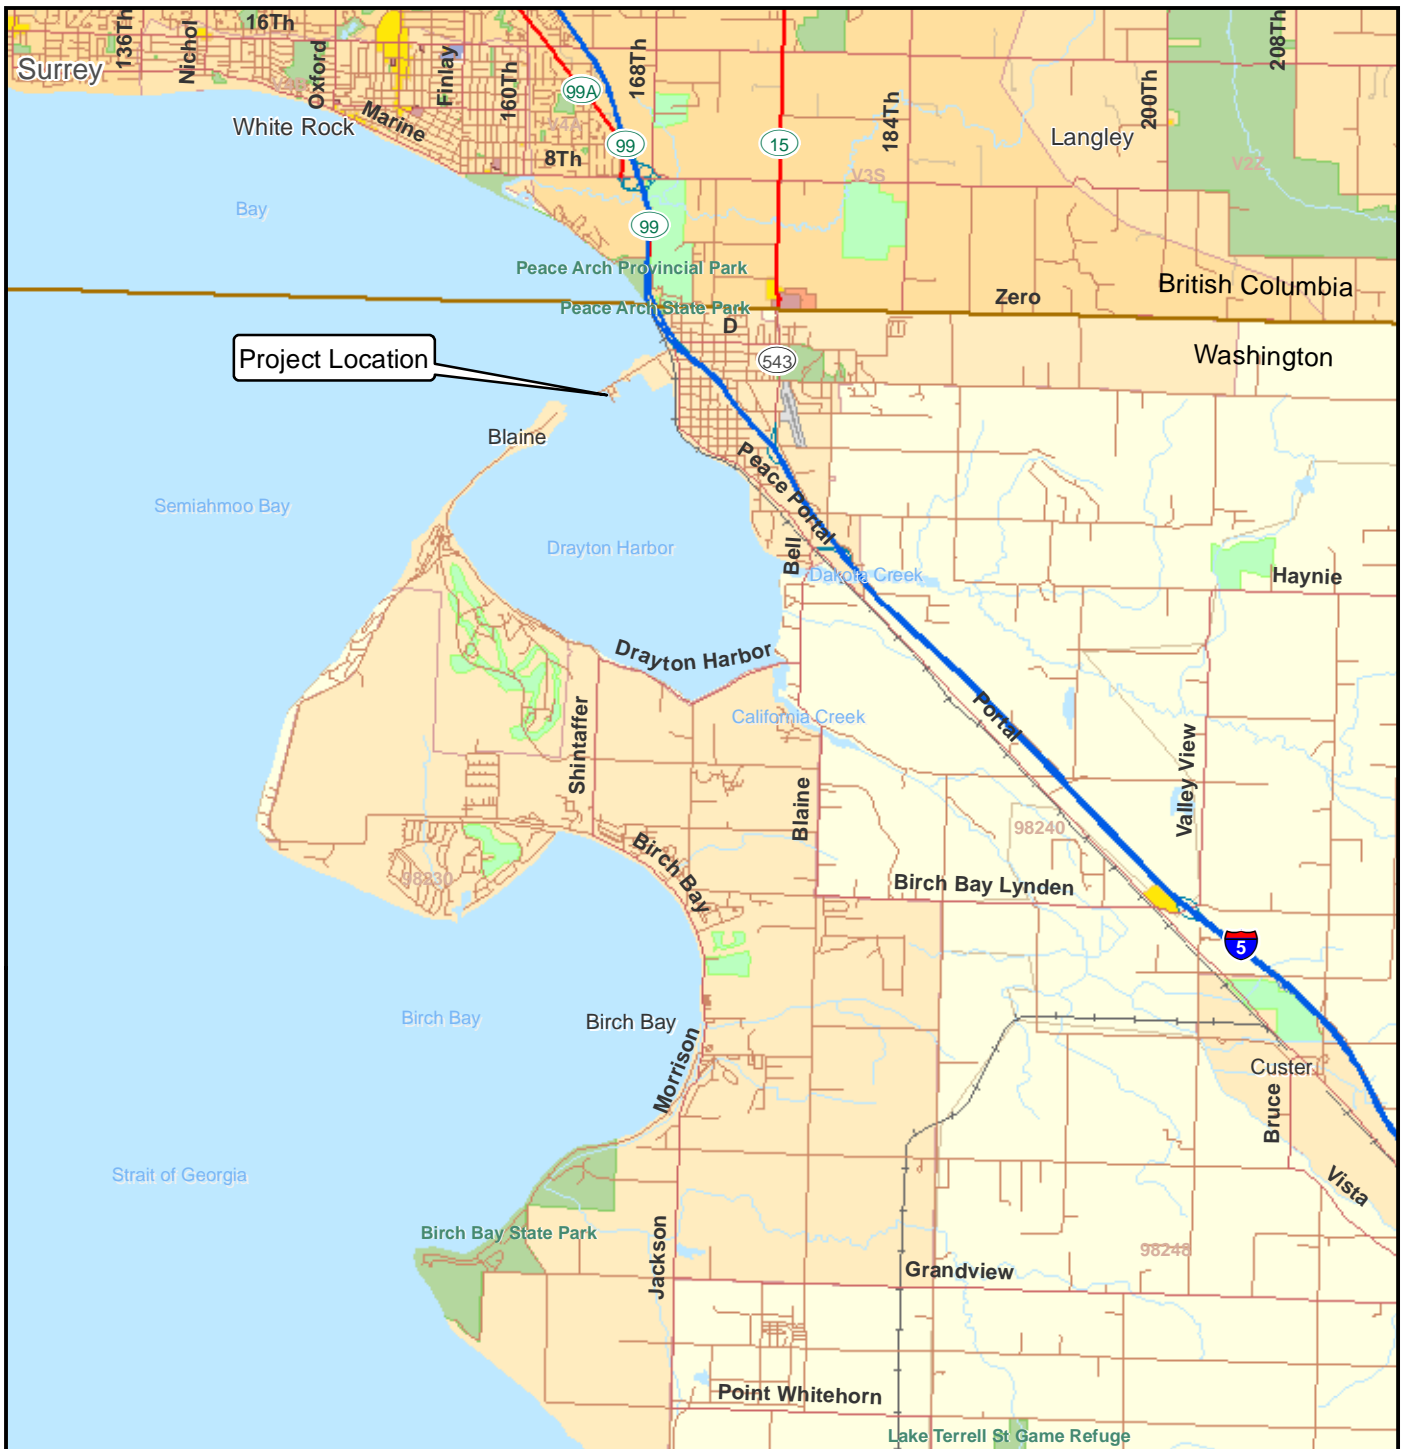 136Th
Nichol
16Th
Oxford
Finlay
160Th
99A
168Th
184Th
200Th
208Th
Surrey
Marine
White Rock
V4A
8Th
99
15
Langley
V3S
V2Z
Bay
99
Peace Arch Provincial Park
British Columbia
Zero
Peace Arch State Park
D
Washington
Project Location
543
Blaine
Peace Portal
Semiahmoo Bay
Drayton Harbor
Bell
Dakota Creek
Haynie
Drayton Harbor
Shintaffer
California Creek
Portal
Valley View
Blaine
98240
98230
Birch Bay
Birch Bay Lynden
5
Birch Bay
Birch Bay
Morrison
Custer
Bruce
Strait of Georgia
Vista
Birch Bay State Park
Jackson
98248
Grandview
Point Whitehorn
Lake Terrell St Game Refuge